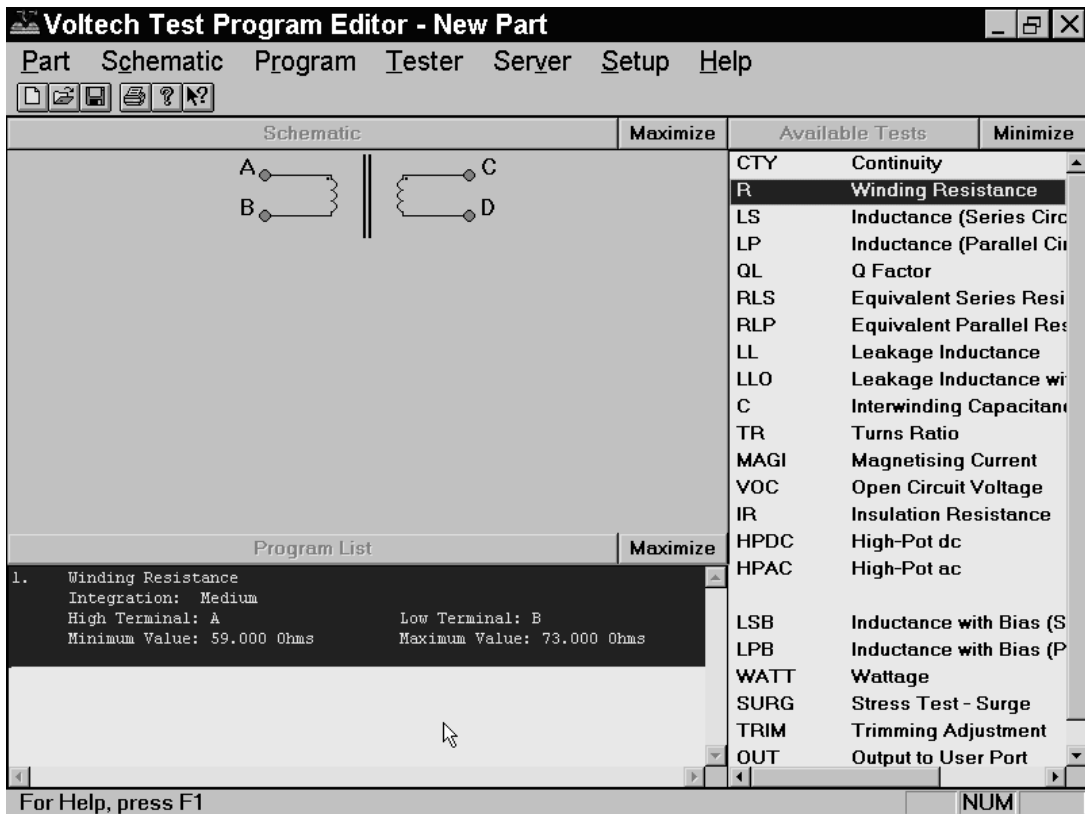 Voltech Test Program Editor - New Part
Part Schematic Program Tester Server Setup Help
Schematic Maximize
A C
B D
Available Tests Minimize
CTY Continuity
R Winding Resistance
LS Inductance (Series Circ
LP Inductance (Parallel Cir
QL Q Factor
RLS Equivalent Series Resi
RLP Equivalent Parallel Res
LL Leakage Inductance
LLO Leakage Inductance wi
C Interwinding Capacitan
TR Turns Ratio
MAGI Magnetising Current
VOC Open Circuit Voltage
IR Insulation Resistance
HPDC High-Pot dc
HPAC High-Pot ac
LSB Inductance with Bias (S
LPB Inductance with Bias (P
WATT Wattage
SURG Stress Test - Surge
TRIM Trimming Adjustment
OUT Output to User Port
Program List Maximize
1. Winding Resistance
Integration: Medium
High Terminal: A Low Terminal: B
Minimum Value: 59.000 Ohms Maximum Value: 73.000 Ohms
For Help, press F1 NUM